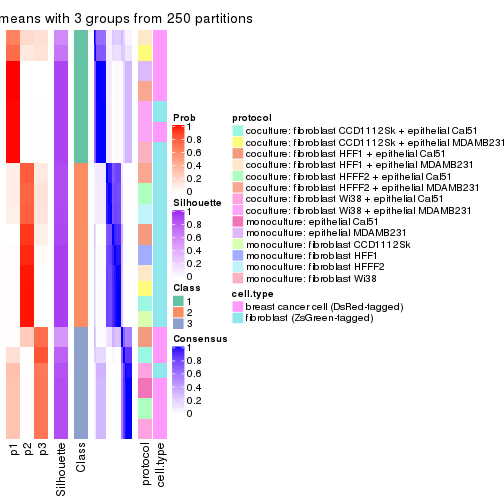 means with 3 groups from 250 partitions
Prob
1
0.8
0.6
0.4
0.2
0
Silhouette
1
0.8
0.6
0.4
0.2
0
Class
1
2
3
Consensus
1
0.8
0.6
0.4
0.2
0
protocol
coculture: fibroblast CCD1112Sk + epithelial Cal51
coculture: fibroblast CCD1112Sk + epithelial MDAMB231
coculture: fibroblast HFF1 + epithelial Cal51
coculture: fibroblast HFF1 + epithelial MDAMB231
coculture: fibroblast HFFF2 + epithelial Cal51
coculture: fibroblast HFFF2 + epithelial MDAMB231
coculture: fibroblast Wi38 + epithelial Cal51
coculture: fibroblast Wi38 + epithelial MDAMB231
monoculture: epithelial Cal51
monoculture: epithelial MDAMB231
monoculture: fibroblast CCD1112Sk
monoculture: fibroblast HFF1
monoculture: fibroblast HFFF2
monoculture: fibroblast Wi38
cell.type
breast cancer cell (DsRed-tagged)
fibroblast (ZsGreen-tagged)
p1
p2
p3
Silhouette
Class
protocol
cell.type